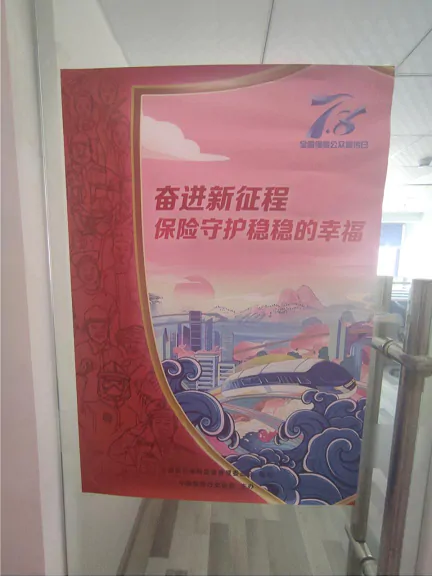 7.8
全国保险公众宣传日
奋进新征程
保险守护稳稳的幸福